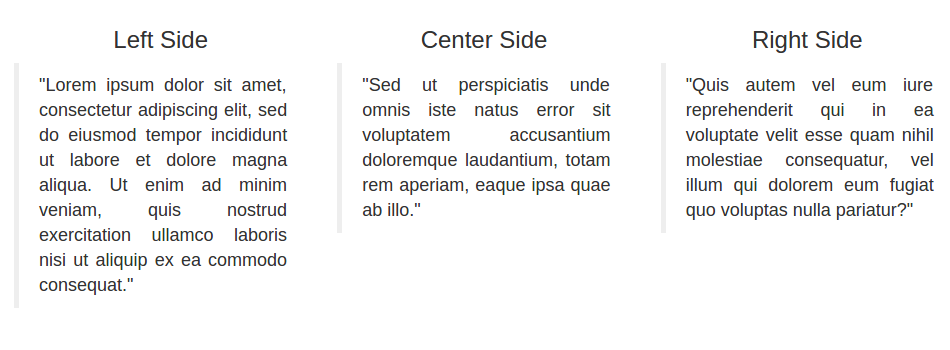 Left Side
"Lorem ipsum dolor sit amet,
consectetur adipiscing elit, sed
do eiusmod tempor incididunt
ut labore et dolore magna
aliqua. Ut enim ad minim
veniam, quis nostrud
exercitation ullamco laboris
nisi ut aliquip ex ea commodo
consequat."
Center Side
"Sed ut perspiciatis unde
omnis iste natus error sit
voluptatem accusantium
doloremque laudantium, totam
rem aperiam, eaque ipsa quae
ab illo."
Right Side
"Quis autem vel eum iure
reprehenderit qui in ea
voluptate velit esse quam nihil
molestiae consequatur, vel
illum qui dolorem eum fugiat
quo voluptas nulla pariatur?"